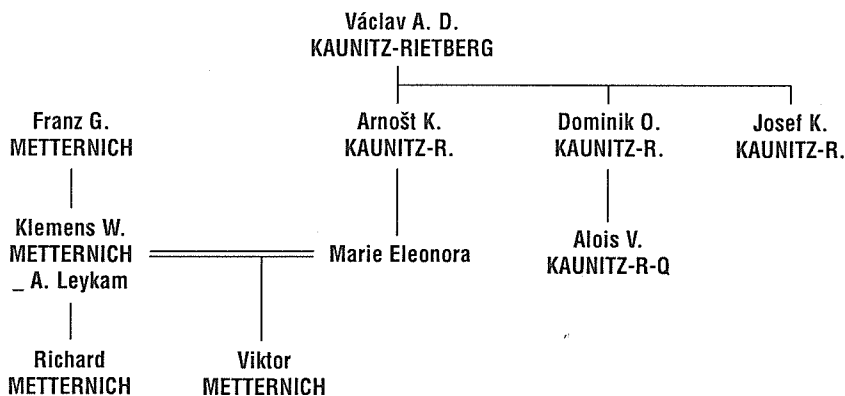 Václav A. D.
KAUNITZ-RIETBERG
Franz G.
METTERNICH
Arnošt K.
KAUNITZ-R.
Dominik O.
KAUNITZ-R.
Josef K.
KAUNITZ-R.
Klemens W.
METTERNICH
_ A. Leykam
Marie Eleonora
Alois V.
KAUNITZ-R-Q
Richard
METTERNICH
Viktor
METTERNICH